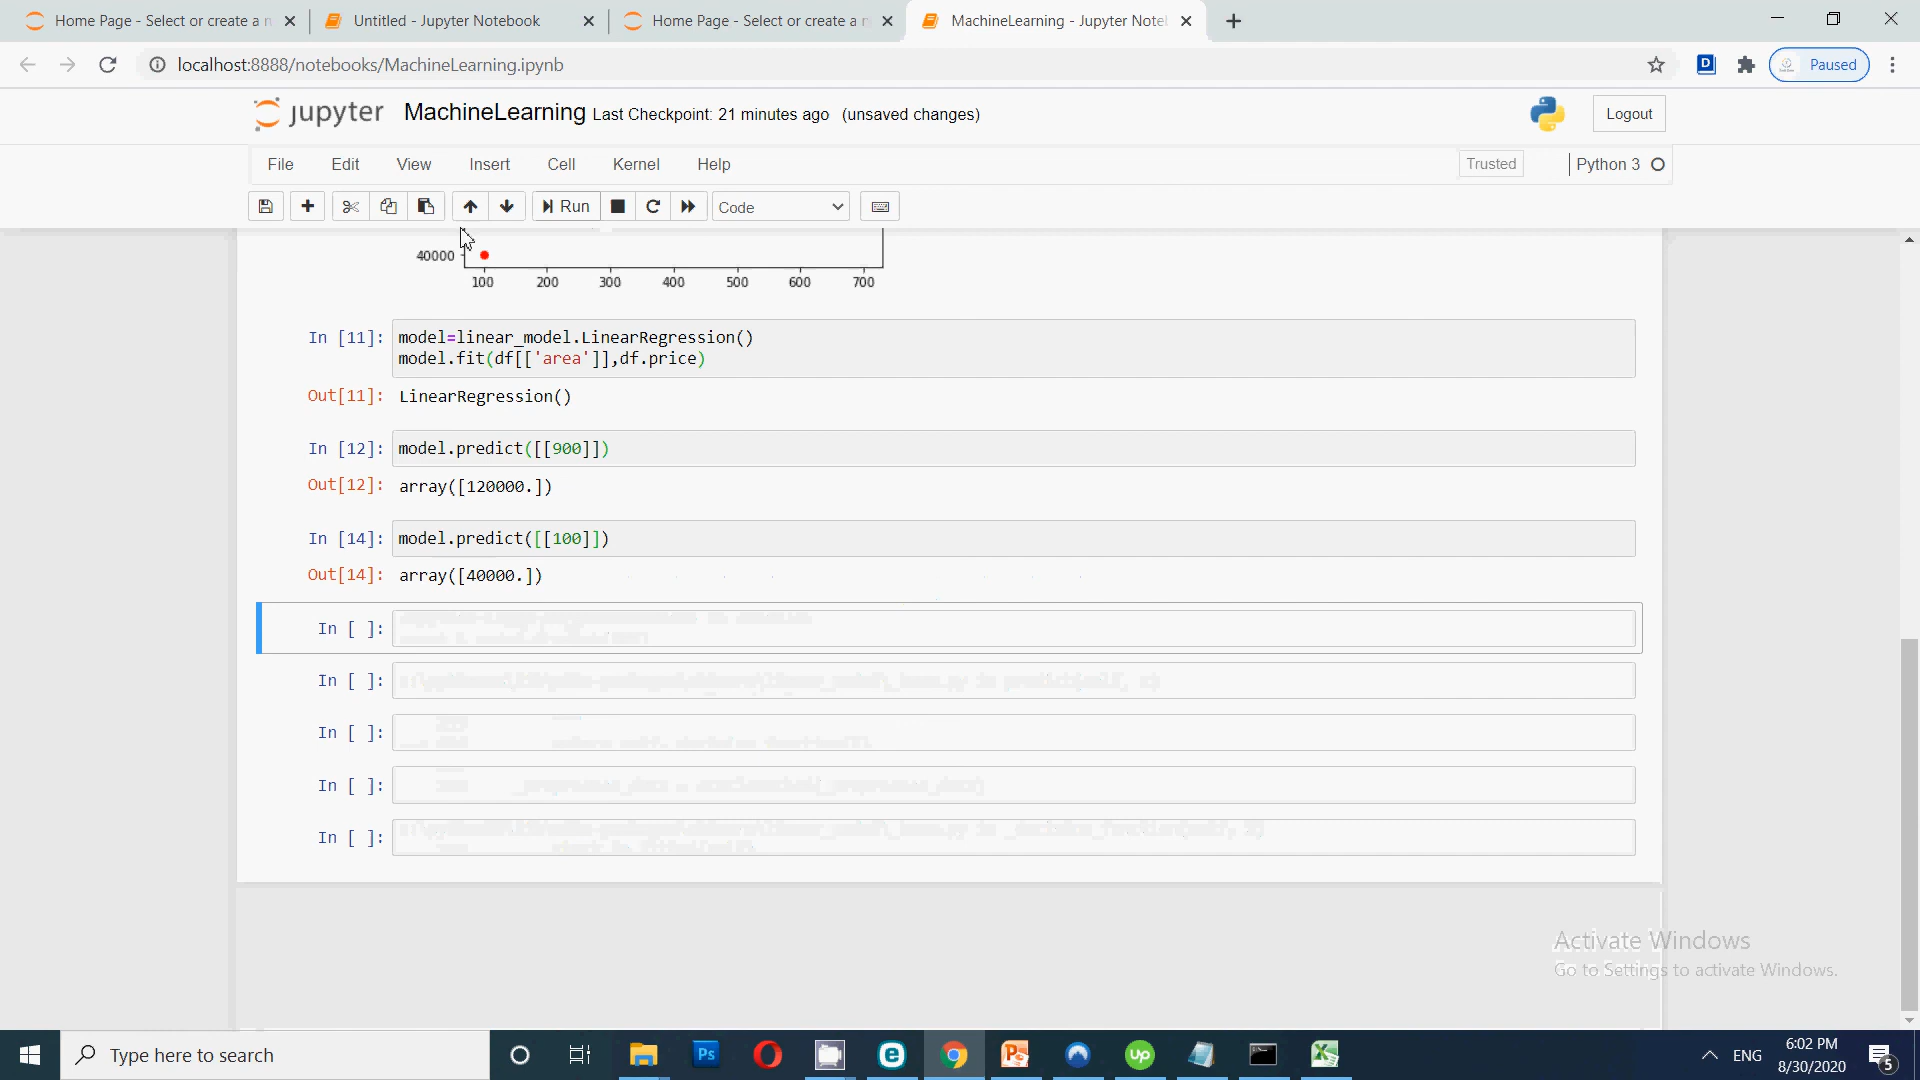 Home Page - Select or create a n
Untitled - Jupyter Notebook
Home Page - Select or create a n
MachineLearning - Jupyter Note
localhost:8888/notebooks/MachineLearning.ipynb
D
Paused
jupyter MachineLearning Last Checkpoint: 21 minutes ago (unsaved changes)
Logout
File Edit View Insert Cell Kernel Help
Trusted
Python 3
Run
Code
40000
100 200 300 400 500 600 700
In [11]: model=linear_model.LinearRegression()
model.fit(df[['area']],df.price)
Out[11]: LinearRegression()
In [12]: model.predict([[900]])
Out[12]: array([120000.])
In [14]: model.predict([[100]])
Out[14]: array([40000.])
In [ ]:
In [ ]:
In [ ]:
In [ ]:
In [ ]:
Activate Windows
Go to Settings to activate Windows.
Type here to search
Ps
up
ENG
6:02 PM
8/30/2020
5